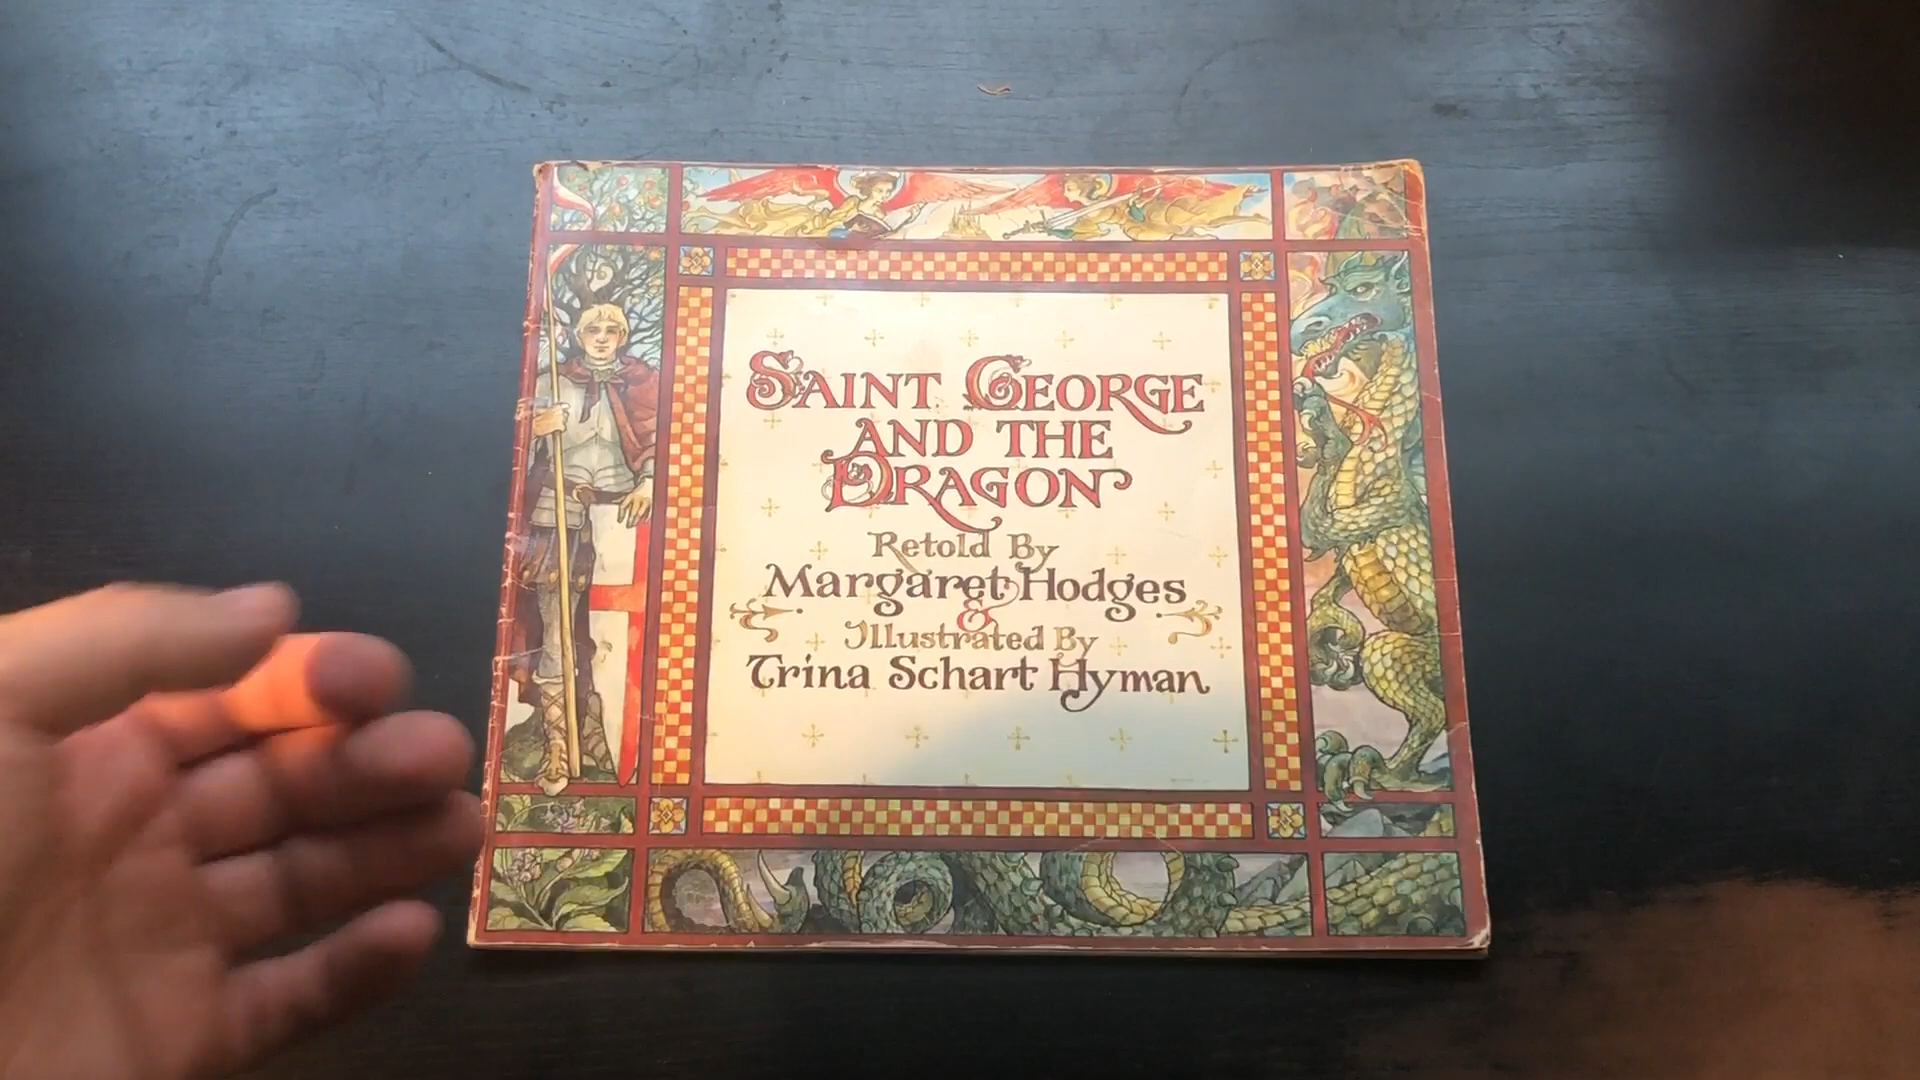 SAINT GEORGE
AND THE
DRAGON
Retold By
Margaret Hodges
&
Illustrated By
Trina Schart Hyman